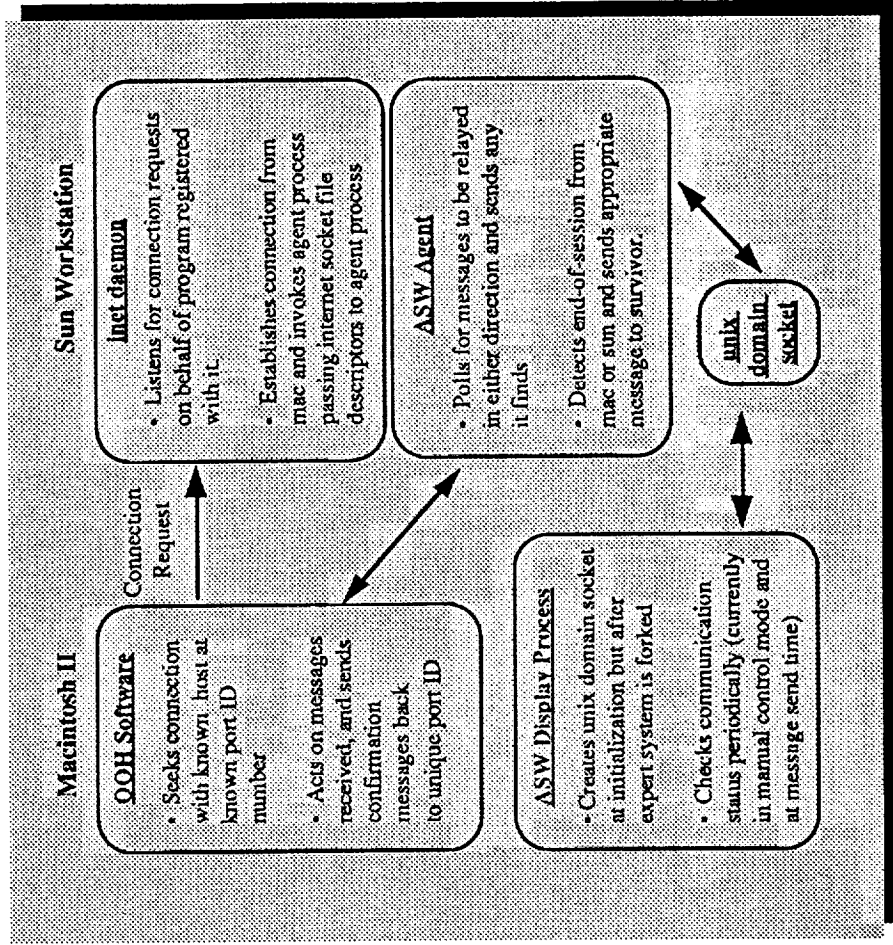 Macintosh II
Sun Workstation
OOH Software
• Seeks connection
with known host at
known port ID
number
• Acts on messages
received, and sends
confirmation
messages back
to unique port ID
Connection
Request
Inet daemon
• Listens for connection requests
on behalf of program registered
with it.
• Establishes connection from
mac and invokes agent process
passing internet socket file
descriptors to agent process
ASW Agent
• Polls for messages to be relayed
in either direction and sends any
it finds
• Detects end-of-session from
mac or sun and sends appropriate
message to survivor.
ASW Display Process
• Creates unix domain socket
at initialization but after
expert system is forked
• Checks communication
status periodically (currently
in manual control mode and
at message send time)
unix
domain
socket